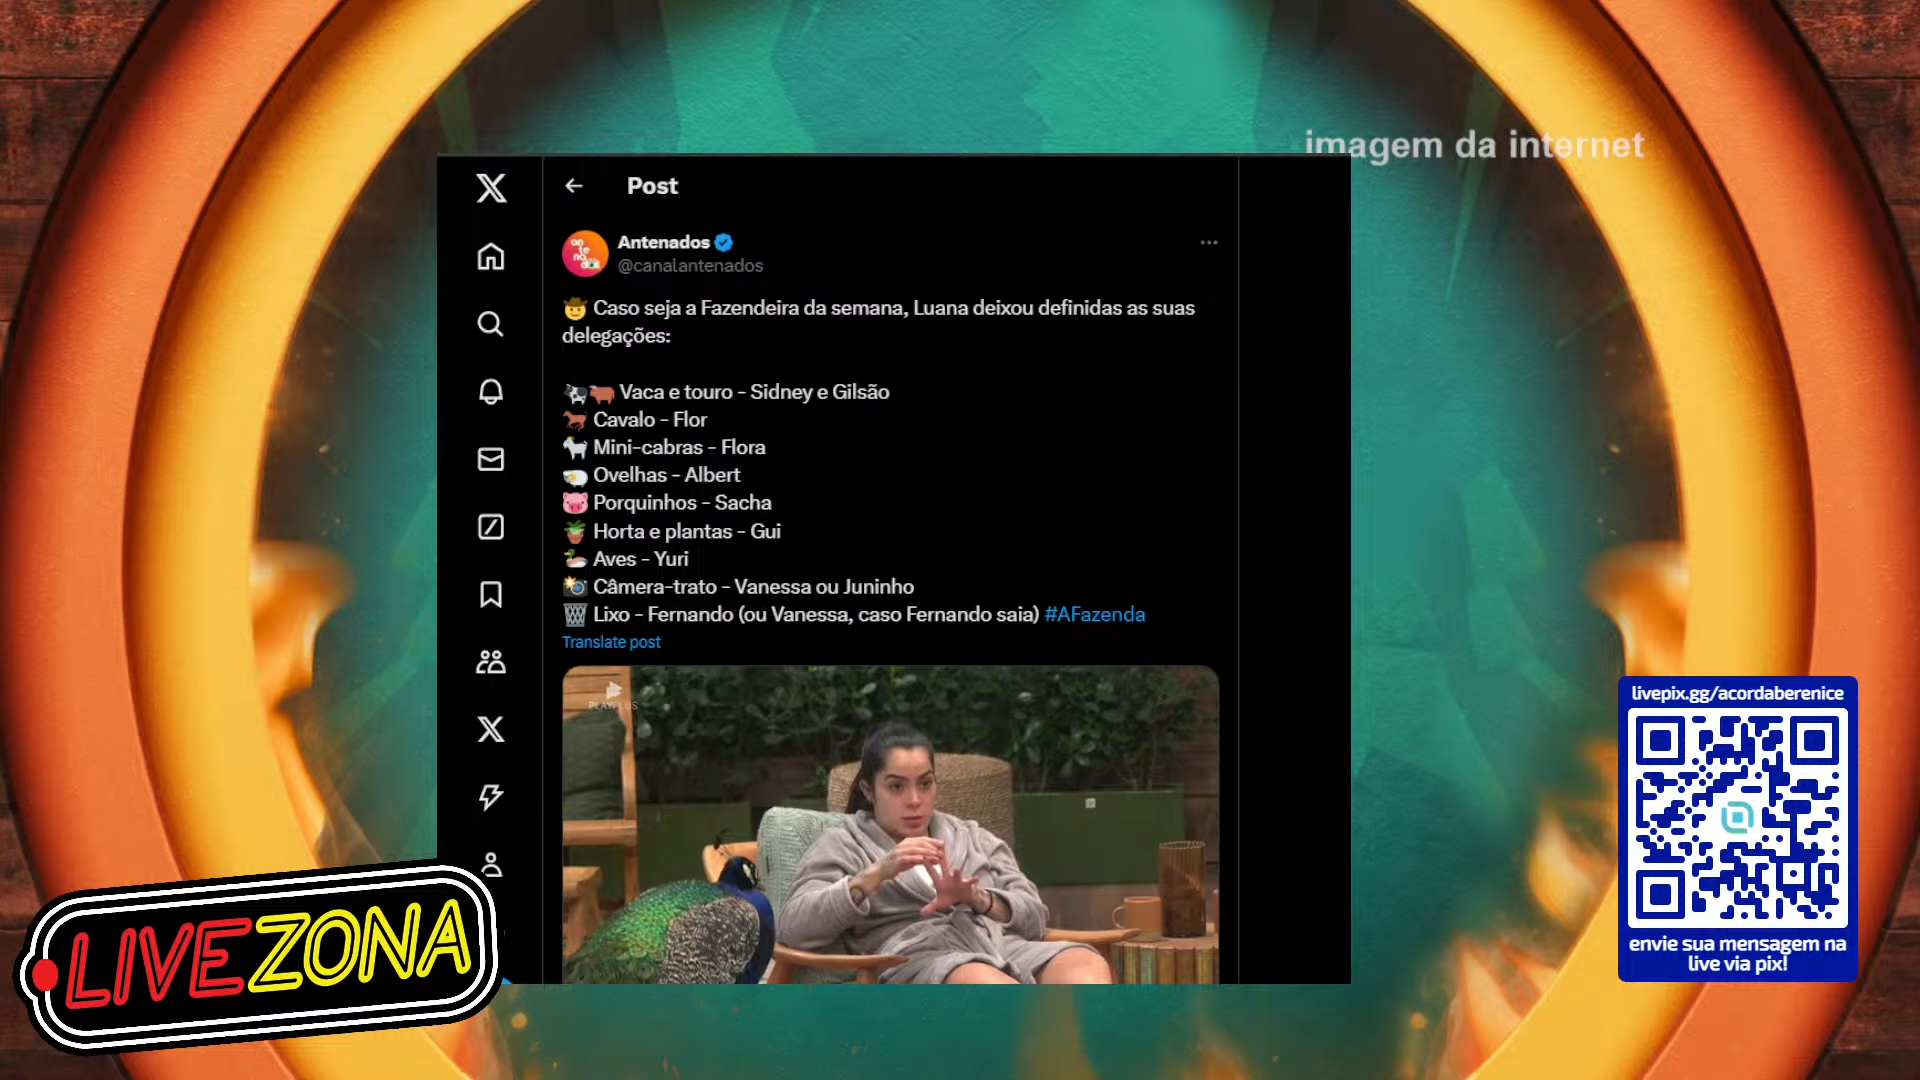 imagem da internet
Post
Antenados
@canalantenados
🤠 Caso seja a Fazendeira da semana, Luana deixou definidas as suas
delegações:
🐄🐂 Vaca e touro - Sidney e Gilsão
🐎 Cavalo - Flor
🐐 Mini-cabras - Flora
🐑 Ovelhas - Albert
🐷 Porquinhos - Sacha
🪴 Horta e plantas - Gui
🦆 Aves - Yuri
📸 Câmera-trato - Vanessa ou Juninho
🗑️ Lixo - Fernando (ou Vanessa, caso Fernando saia) #AFazenda
Translate post
PLAYPLUS
LIVEZONA
livepix.gg/acordaberenice
envie sua mensagem na
live via pix!